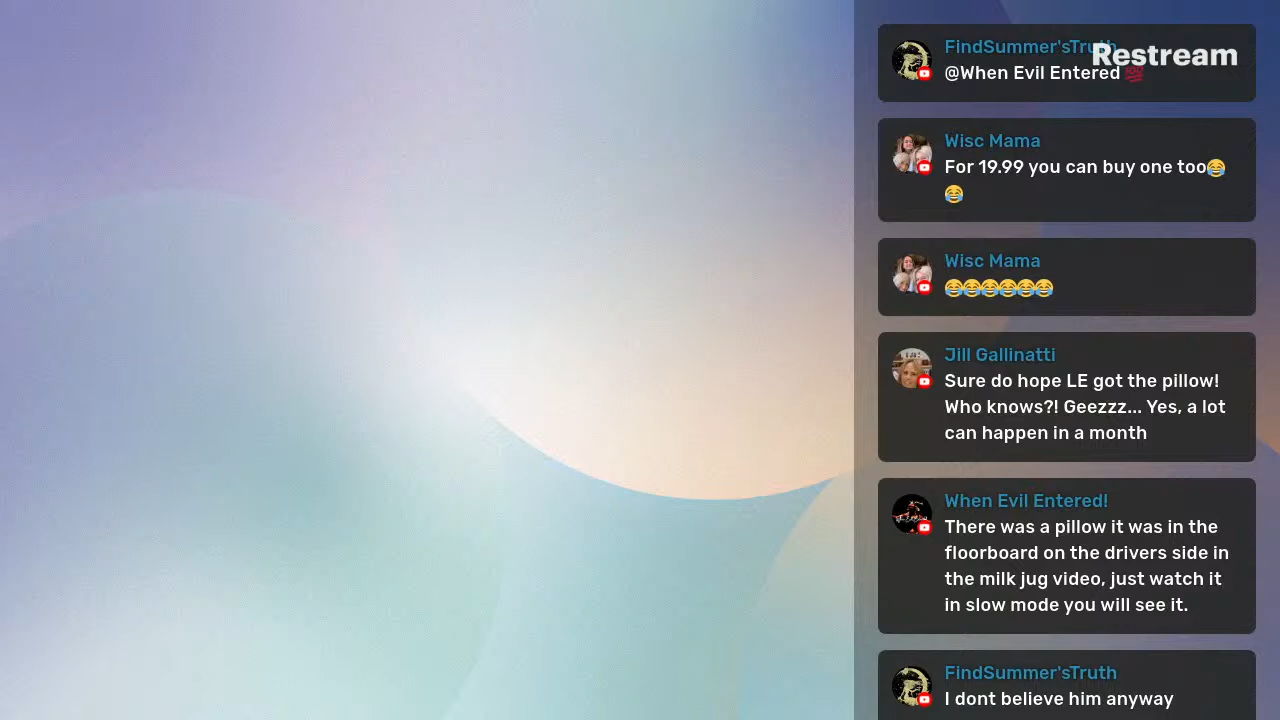 FindSummer'sTruth
Restream
@When Evil Entered 💯
Wisc Mama
For 19.99 you can buy one too😂
😂
Wisc Mama
😂😂😂😂😂😂
Jill Gallinatti
Sure do hope LE got the pillow!
Who knows?! Geezzz... Yes, a lot
can happen in a month
When Evil Entered!
There was a pillow it was in the
floorboard on the drivers side in
the milk jug video, just watch it
in slow mode you will see it.
FindSummer'sTruth
I dont believe him anyway